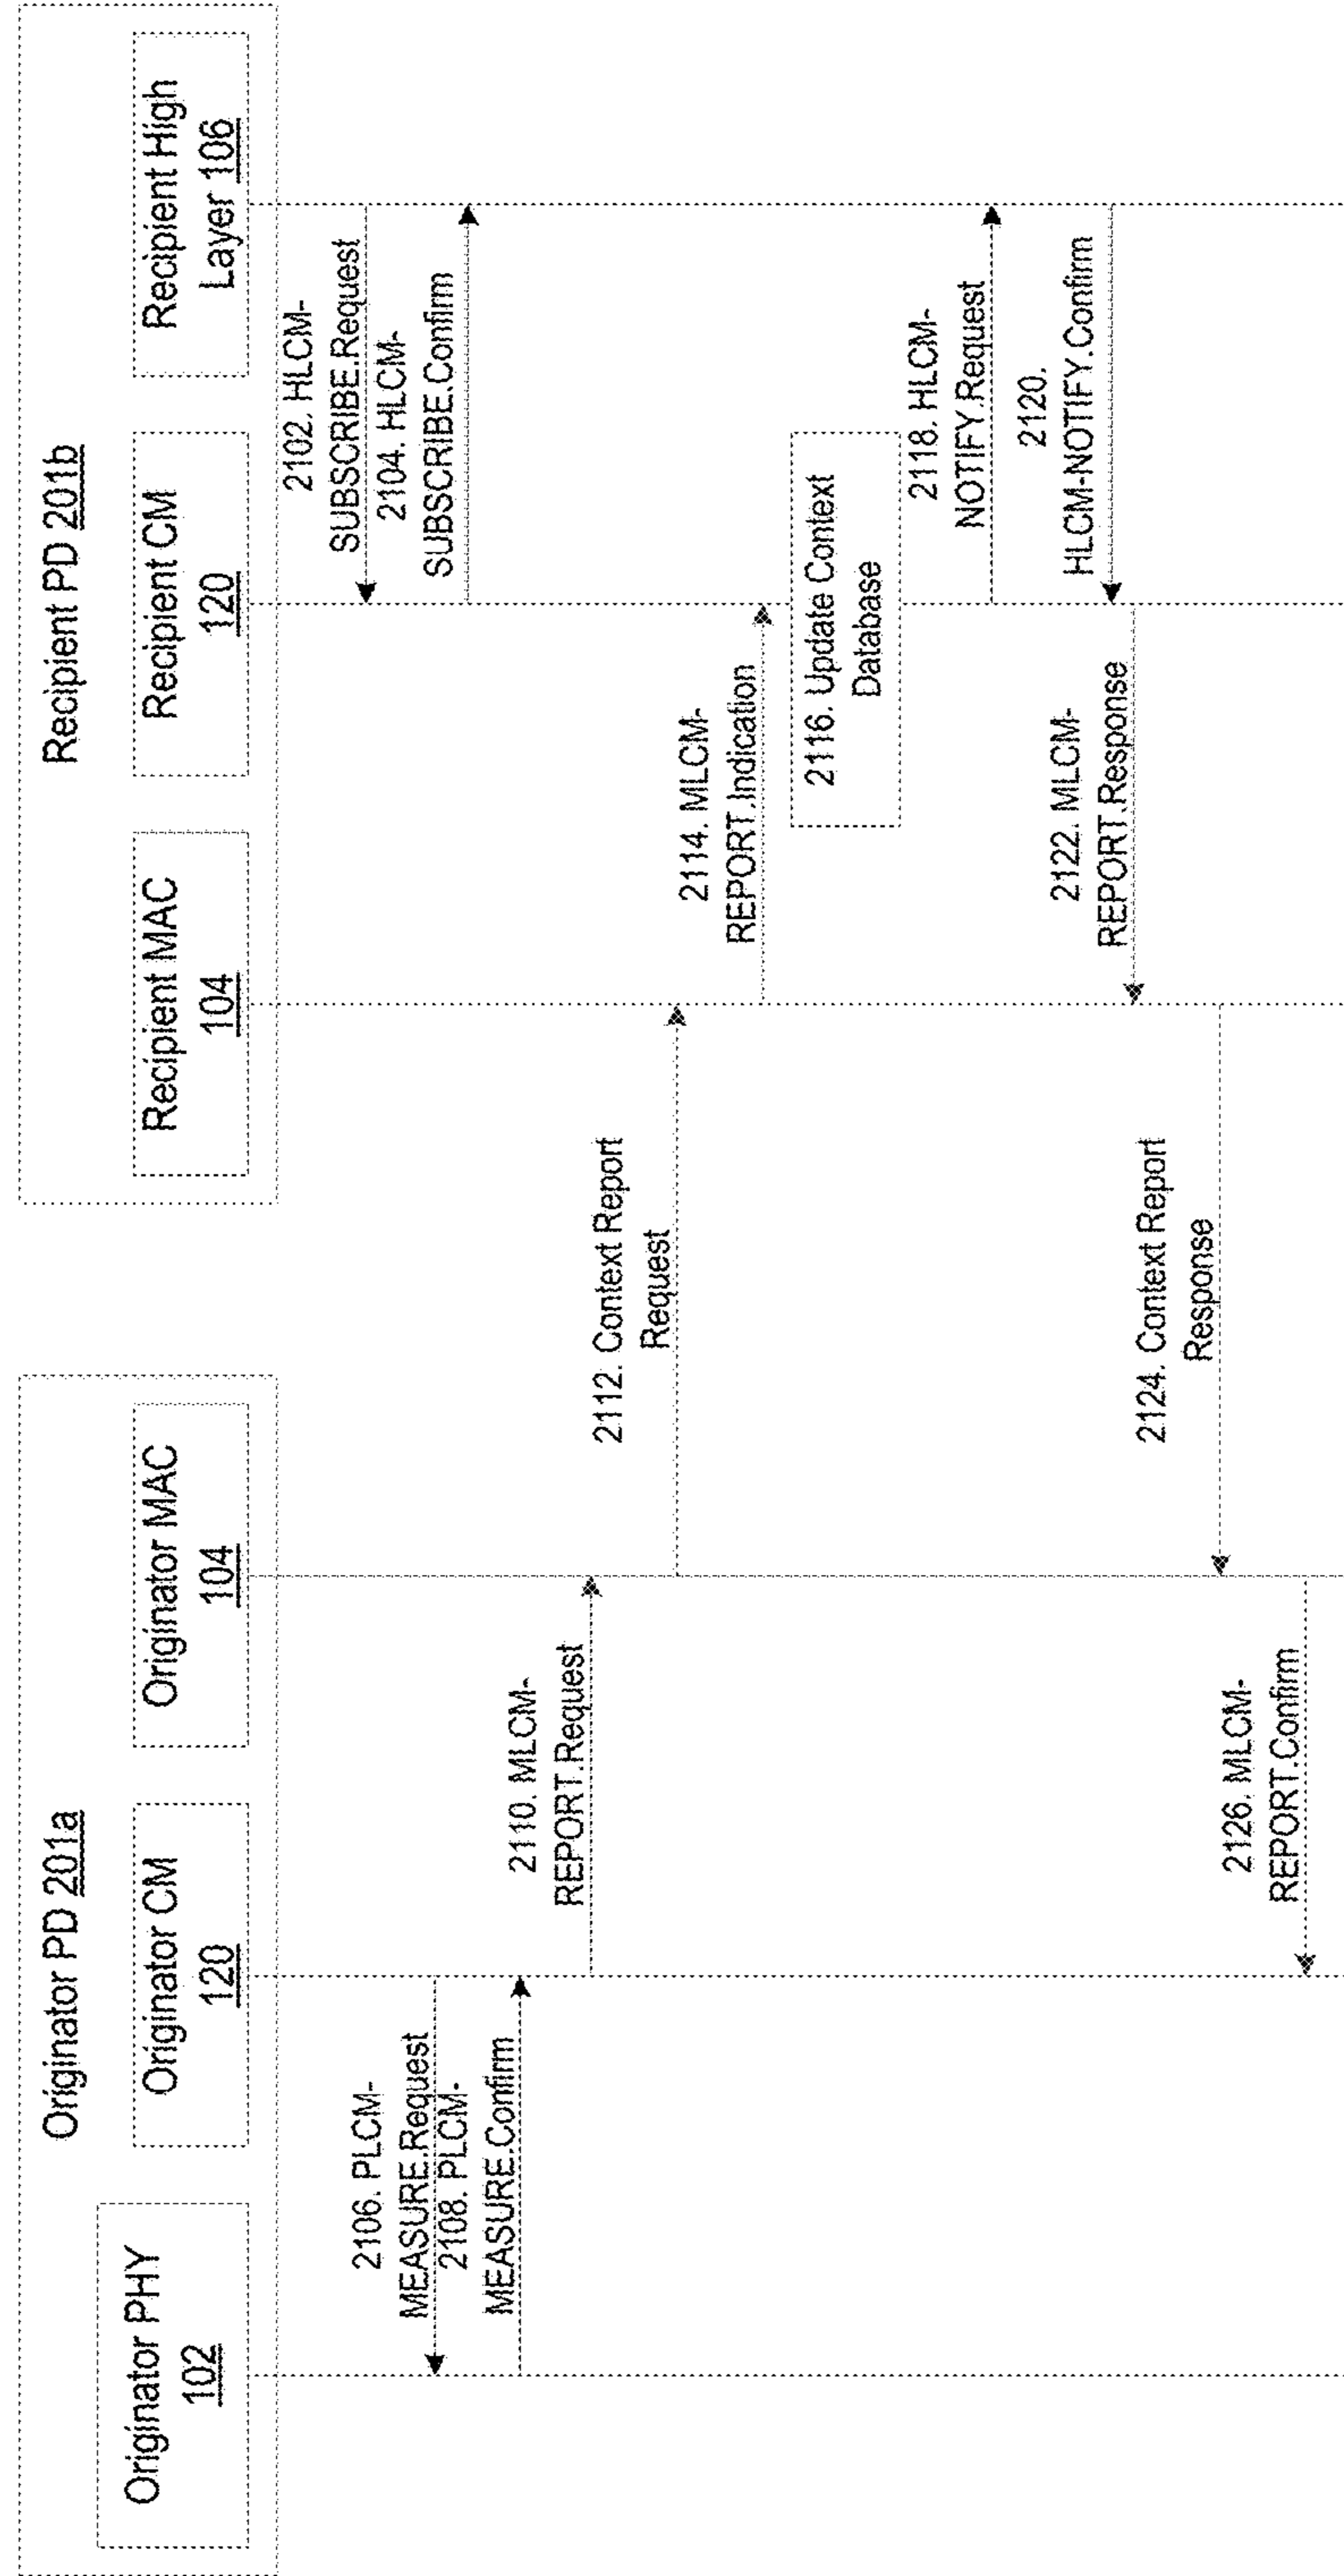 Originator PD 201a
Recipient PD 201b
Originator PHY
102
Originator CM
120
Originator MAC
104
Recipient MAC
104
Recipient CM
120
Recipient High
Layer 106
2102. HLCM-
SUBSCRIBE.Request
2104. HLCM-
SUBSCRIBE.Confirm
2106. PLCM-
MEASURE.Request
2108. PLCM-
MEASURE.Confirm
2110. MLCM-
REPORT.Request
2112. Context Report
Request
2114. MLCM-
REPORT.Indication
2116. Update Context
Database
2118. HLCM-
NOTIFY.Request
2120.
HLCM-NOTIFY.Confirm
2122. MLCM-
REPORT.Response
2124. Context Report
Response
2126. MLCM-
REPORT.Confirm